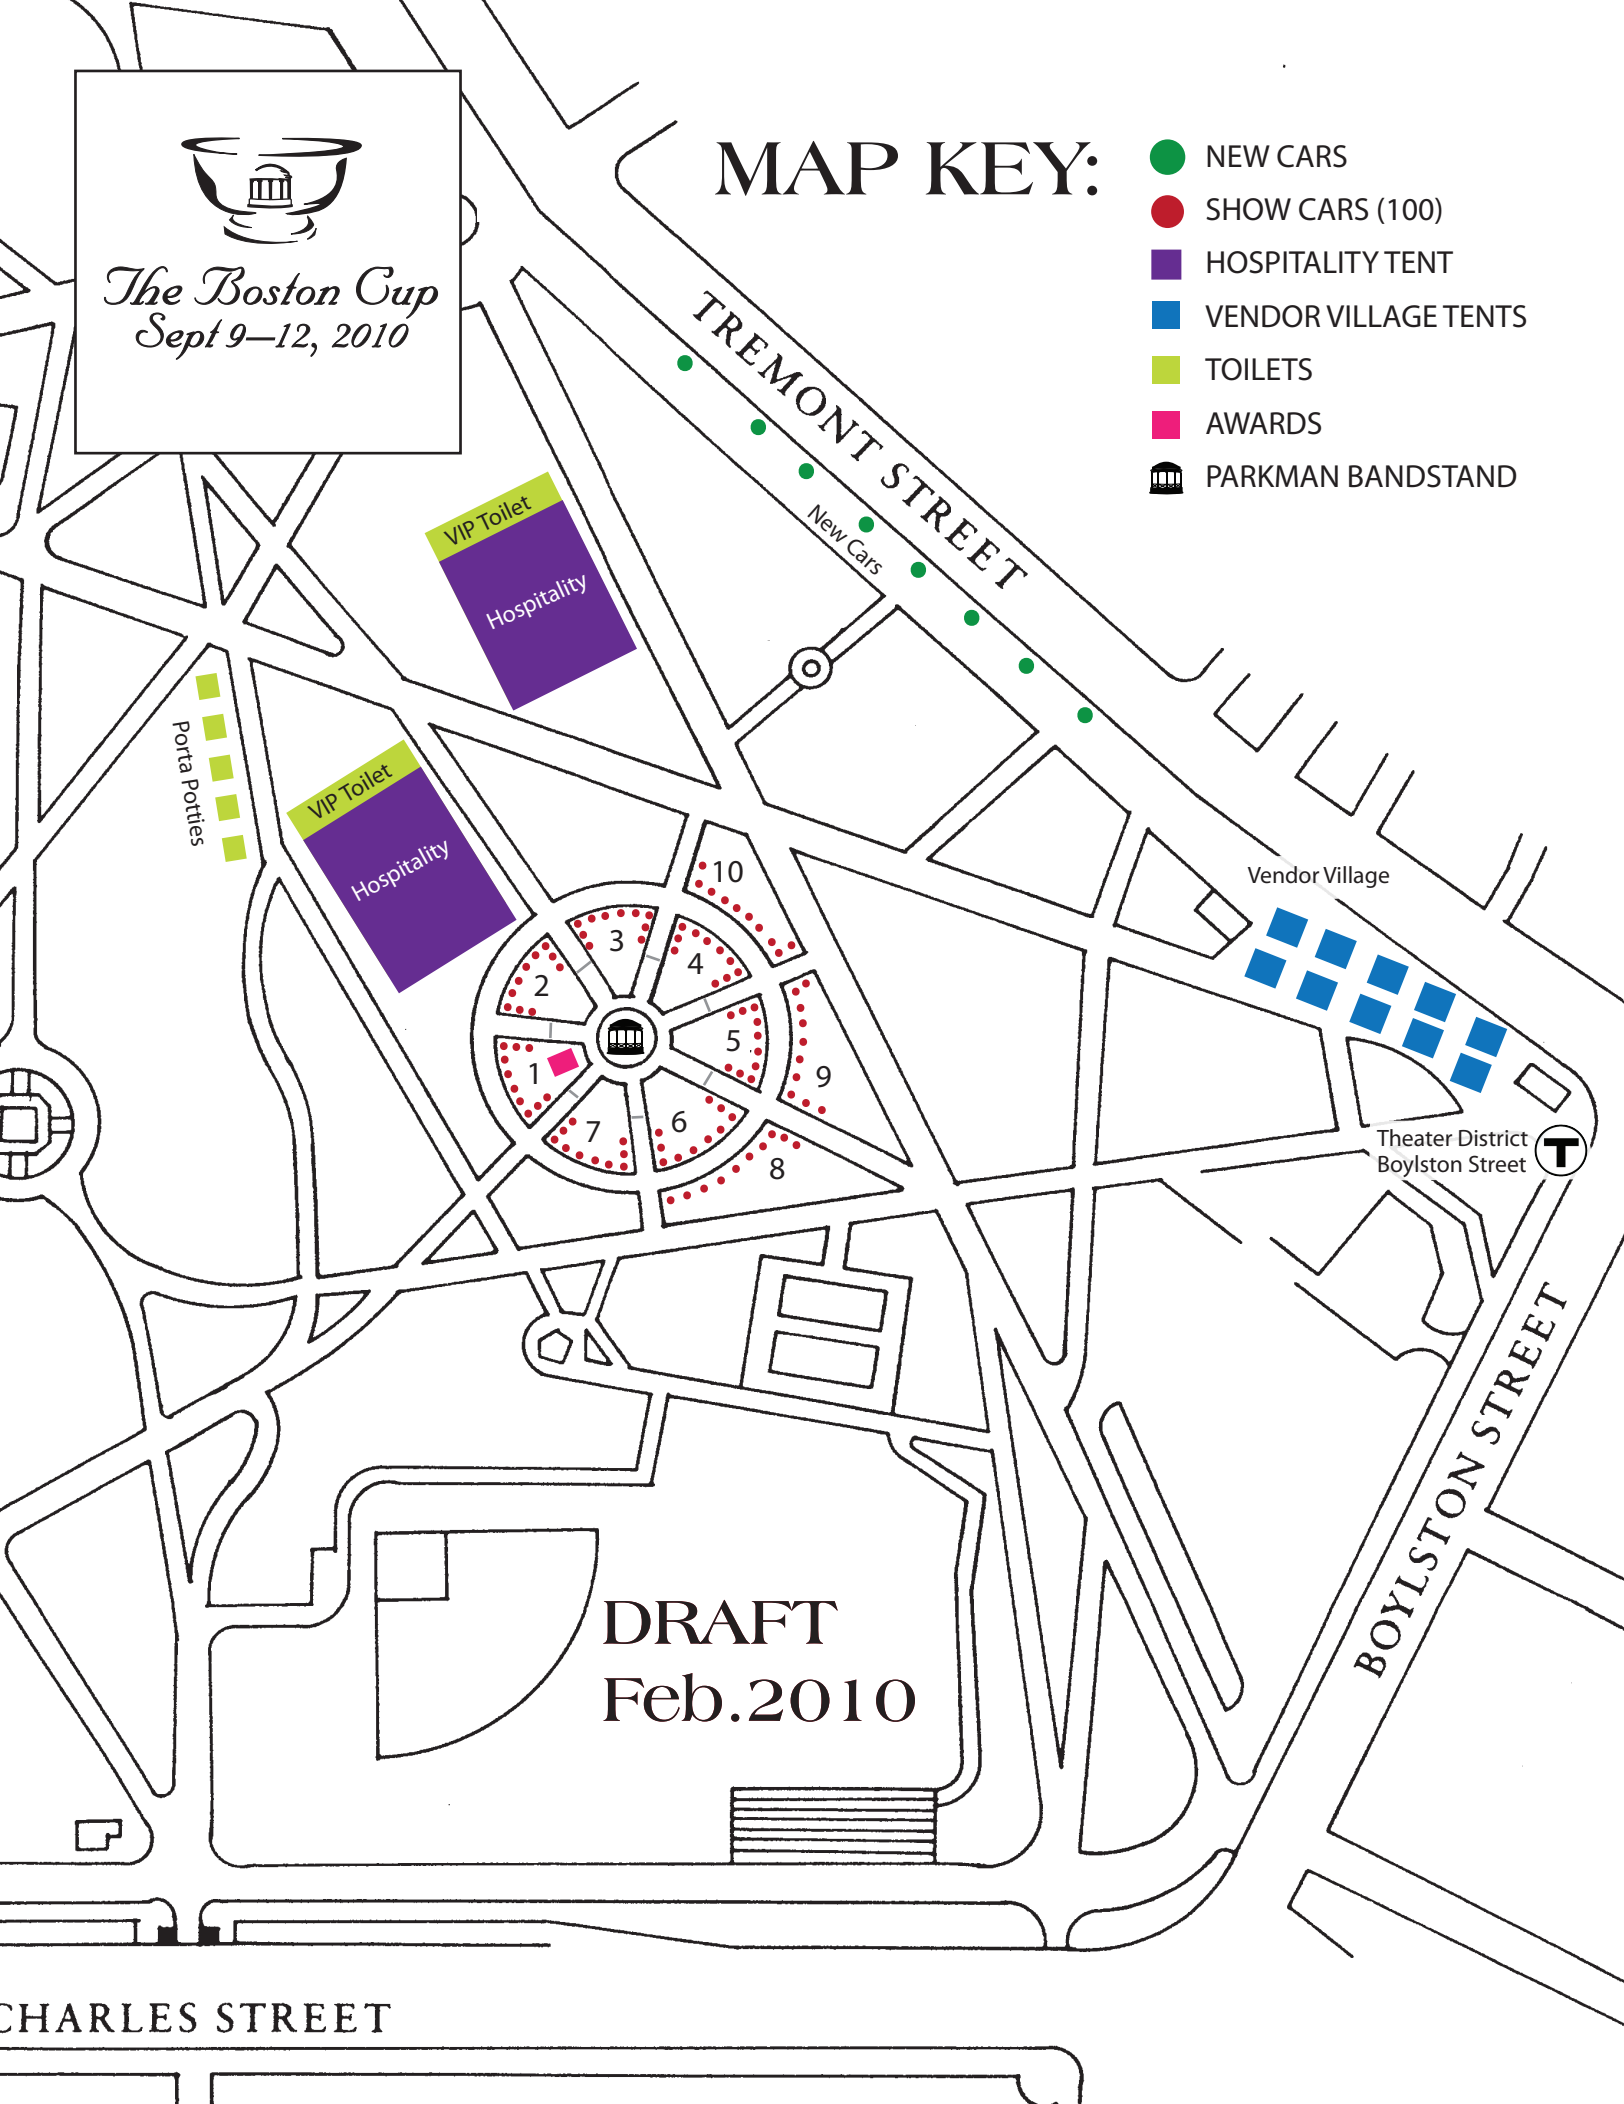 The Boston Cup
Sept 9—12, 2010
MAP KEY:
NEW CARS
SHOW CARS (100)
HOSPITALITY TENT
VENDOR VILLAGE TENTS
TOILETS
AWARDS
PARKMAN BANDSTAND
TREMONT STREET
New Cars
VIP Toilet
Hospitality
Porta Potties
VIP Toilet
Hospitality
Vendor Village
10
3
4
2
5
1
9
6
7
8
Theater District
Boylston Street
T
BOYLSTON STREET
DRAFT
Feb.2010
CHARLES STREET